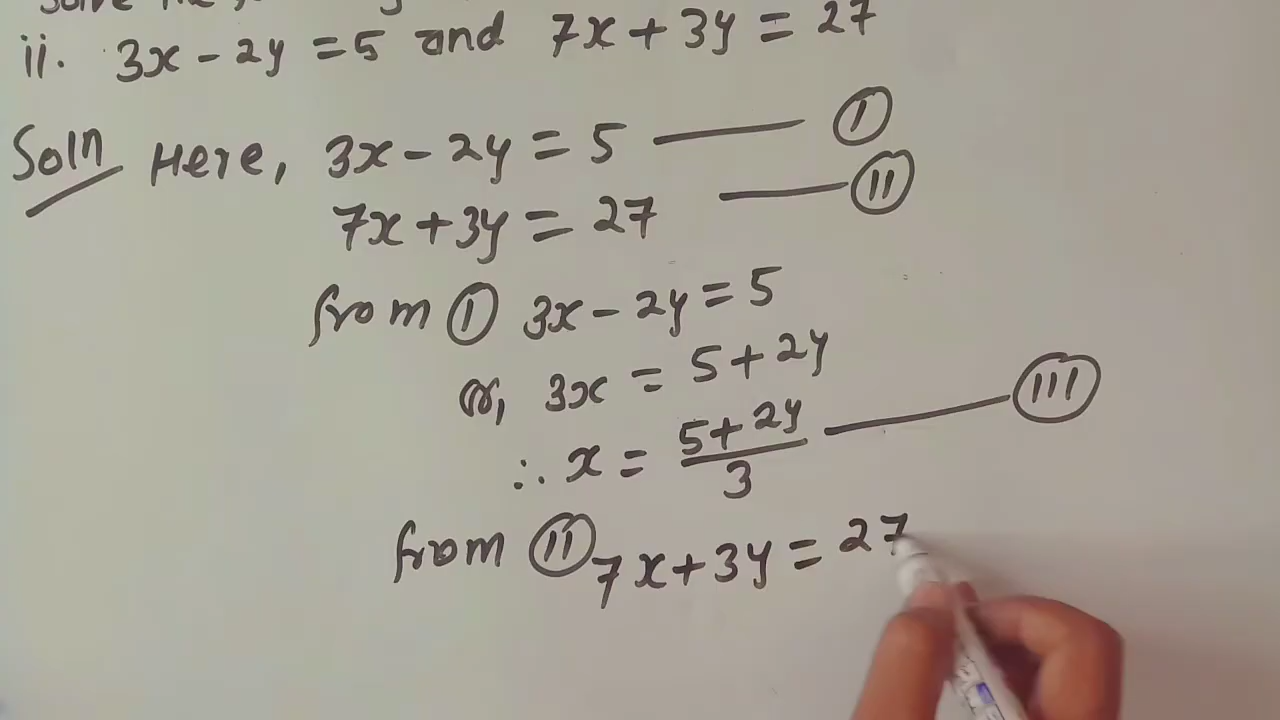 ii. 3x - 2y = 5 and 7x + 3y = 27
Soln Here, 3x - 2y = 5 —— I
7x + 3y = 27 —— II
from I 3x - 2y = 5
or, 3x = 5 + 2y
∴ x = (5 + 2y)/3 —— III
from II 7x + 3y = 27